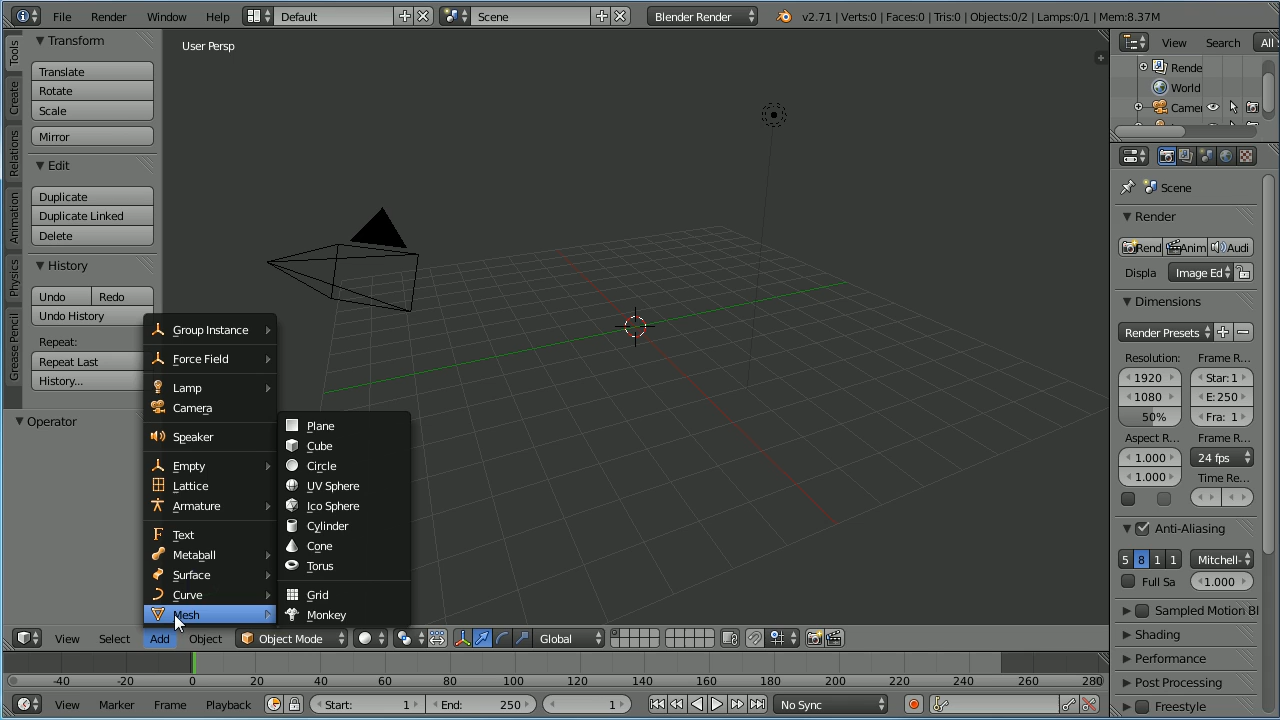 File Render Window Help Default Scene Blender Render v2.71 | Verts:0 | Faces:0 | Tris:0 | Objects:0/2 | Lamps:0/1 | Mem:8.37M
Tools
Create
Relations
Animation
Physics
Grease Pencil
Transform
Translate
Rotate
Scale
Mirror
Edit
Duplicate
Duplicate Linked
Delete
History
Undo Redo
Undo History
Repeat:
Repeat Last
History...
Operator
User Persp
Group Instance
Force Field
Lamp
Camera
Speaker
Empty
Lattice
Armature
Text
Metaball
Surface
Curve
Mesh
Plane
Cube
Circle
UV Sphere
Ico Sphere
Cylinder
Cone
Torus
Grid
Monkey
View Select Add Object Object Mode Global
-40 -20 0 20 40 60 80 100 120 140 160 180 200 220 240 260 280
View Marker Frame Playback Start: 1 End: 250 1 No Sync
View Search All
Rende
World
Camer
Scene
Render
Rend Anim Audi
Displa Image Ed
Dimensions
Render Presets
Resolution: Frame R...
1920 Star: 1
1080 E: 250
50% Fra: 1
Aspect R... Frame R...
1.000 24 fps
1.000 Time Re...
Anti-Aliasing
5 8 1 1 Mitchell-
Full Sa 1.000
Sampled Motion Bl
Shading
Performance
Post Processing
Freestyle